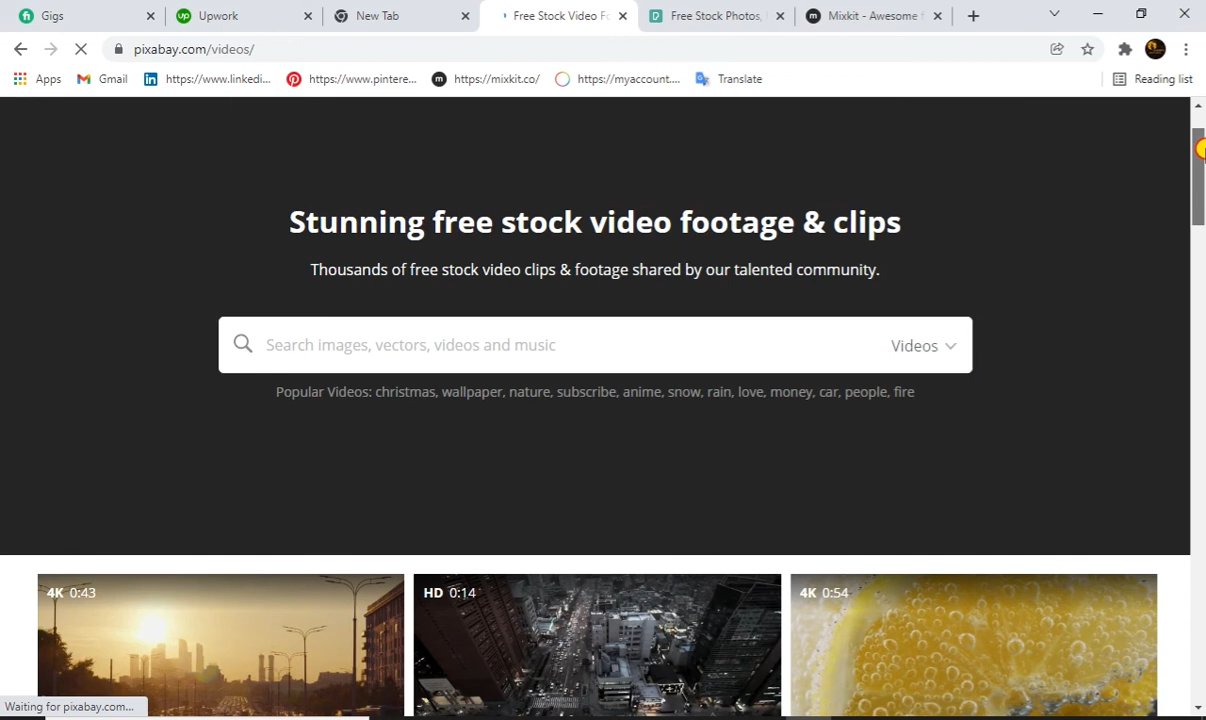 Gigs
Upwork
New Tab
Free Stock Video Fo
Free Stock Photos,
Mixkit - Awesome f
pixabay.com/videos/
Apps
Gmail
https://www.linkedi...
https://www.pintere...
https://mixkit.co/
https://myaccount....
Translate
Reading list
Stunning free stock video footage & clips
Thousands of free stock video clips & footage shared by our talented community.
Search images, vectors, videos and music
Videos
Popular Videos: christmas, wallpaper, nature, subscribe, anime, snow, rain, love, money, car, people, fire
4K 0:43
HD 0:14
4K 0:54
Waiting for pixabay.com...